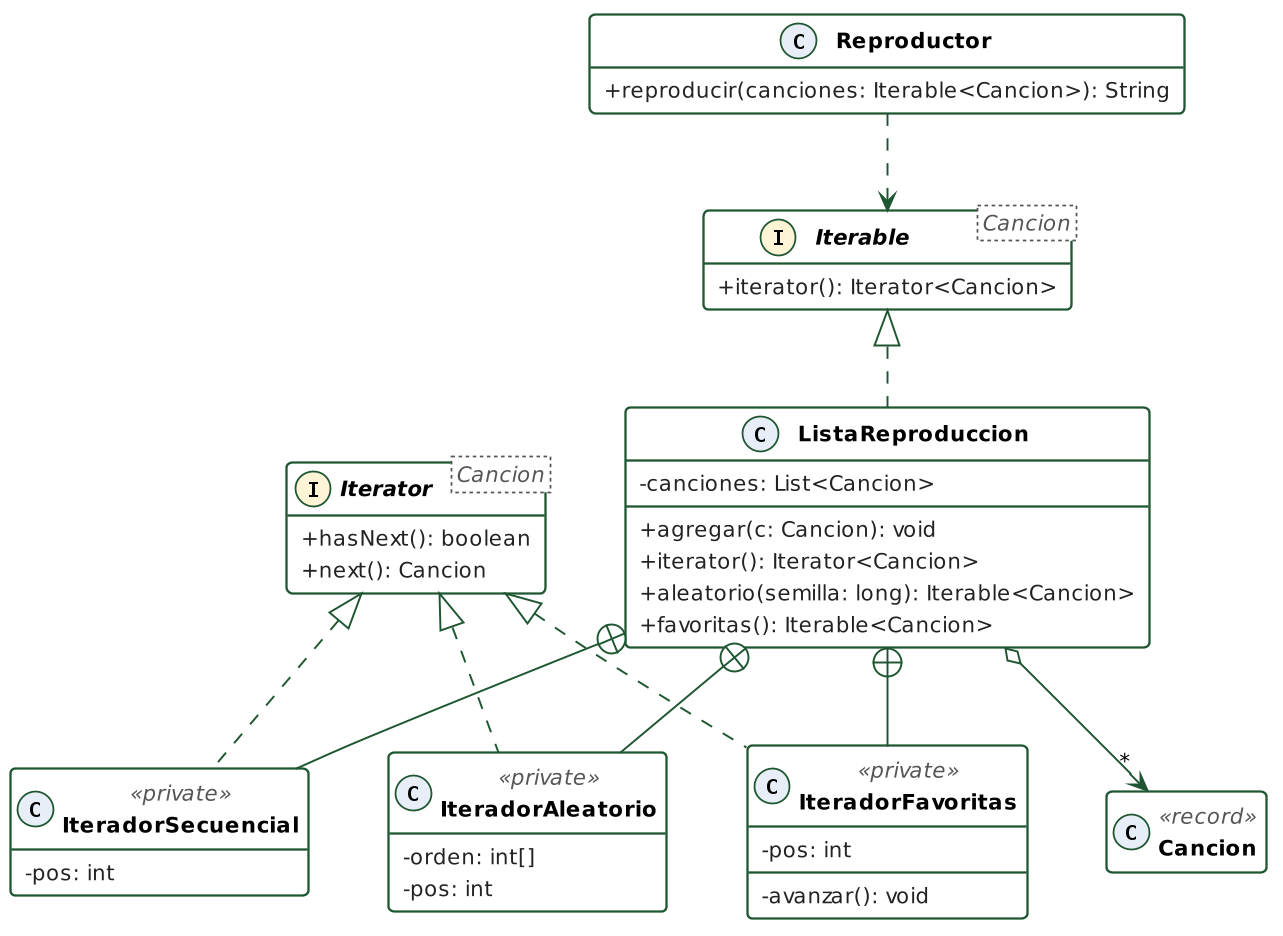 C Reproductor
+reproducir(canciones: Iterable<Cancion>): String
Cancion
I Iterable
+iterator(): Iterator<Cancion>
C ListaReproduccion
-canciones: List<Cancion>
+agregar(c: Cancion): void
+iterator(): Iterator<Cancion>
+aleatorio(semilla: long): Iterable<Cancion>
+favoritas(): Iterable<Cancion>
Cancion
I Iterator
+hasNext(): boolean
+next(): Cancion
*
«private»
C IteradorSecuencial
-pos: int
«private»
C IteradorAleatorio
-orden: int[]
-pos: int
«private»
C IteradorFavoritas
-pos: int
-avanzar(): void
«record»
C Cancion